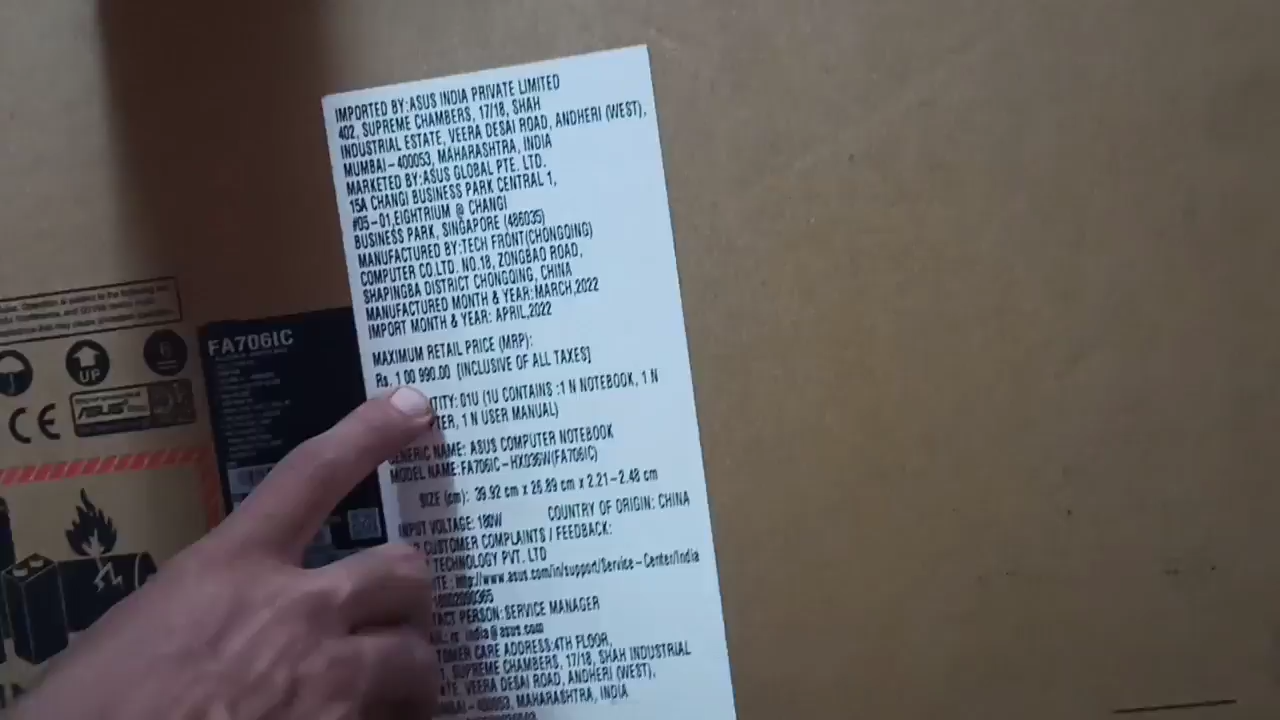 IMPORTED BY:ASUS INDIA PRIVATE LIMITED
402, SUPREME CHAMBERS, 17/18, SHAH
INDUSTRIAL ESTATE, VEERA DESAI ROAD, ANDHERI (WEST),
MUMBAI-400053, MAHARASHTRA, INDIA
MARKETED BY:ASUS GLOBAL PTE. LTD.
15A CHANGI BUSINESS PARK CENTRAL 1,
#05-01,EIGHTRIUM @ CHANGI
BUSINESS PARK, SINGAPORE (486035)
MANUFACTURED BY:TECH FRONT(CHONGQING)
COMPUTER CO.LTD. NO.18, ZONGBAO ROAD,
SHAPINGBA DISTRICT CHONGQING, CHINA
MANUFACTURED MONTH & YEAR:MARCH,2022
IMPORT MONTH & YEAR: APRIL,2022
MAXIMUM RETAIL PRICE (MRP):
Rs. 1 00 990.00 [INCLUSIVE OF ALL TAXES]
TITY: 01U (1U CONTAINS :1 N NOTEBOOK, 1 N
PTER, 1 N USER MANUAL)
GENERIC NAME: ASUS COMPUTER NOTEBOOK
MODEL NAME:FA706IC-HX036W(FA706IC)
SIZE (cm): 39.92 cm x 26.89 cm x 2.21-2.48 cm
INPUT VOLTAGE: 180W COUNTRY OF ORIGIN: CHINA
CUSTOMER COMPLAINTS / FEEDBACK:
TECHNOLOGY PVT. LTD
TE : http://www.asus.com/in/support/Service-Center/India
TACT PERSON:SERVICE MANAGER
india@asus.com
TOMER CARE ADDRESS:4TH FLOOR,
SUPREME CHAMBERS, 17/18, SHAH INDUSTRIAL
TE. VEERA DESAI ROAD, ANDHERI (WEST),
BAI-400053, MAHARASHTRA, INDIA
FA706IC
UP
CE